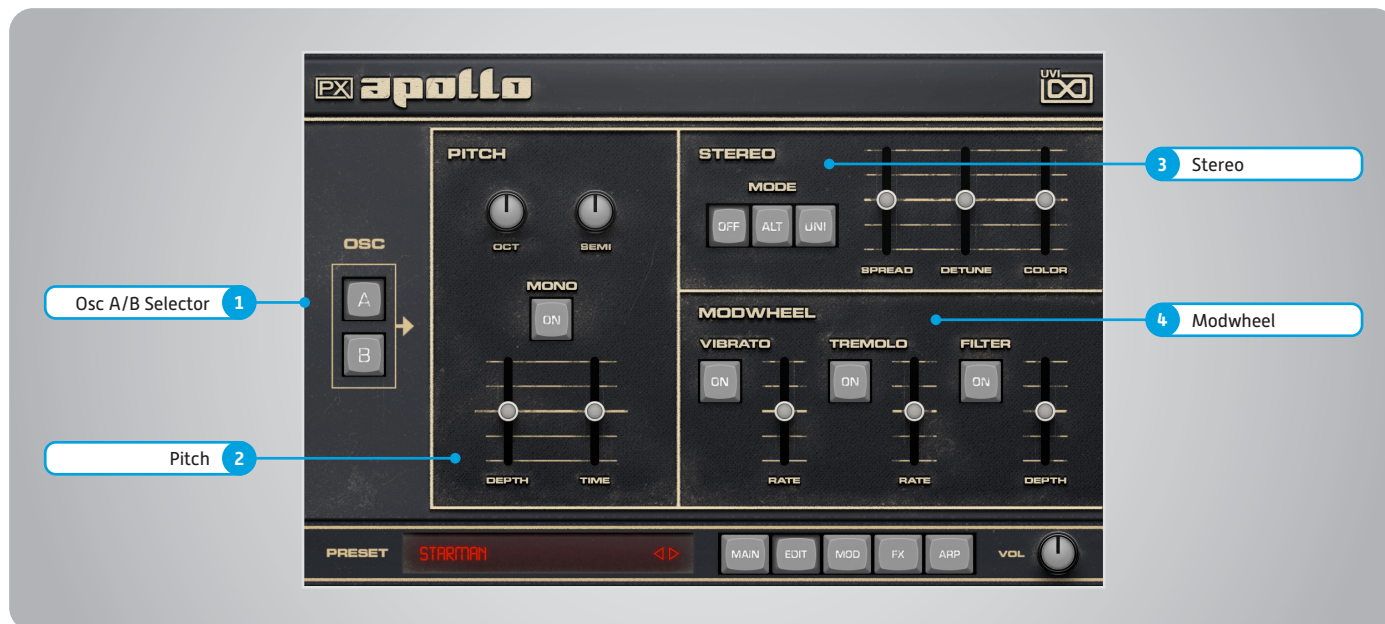 PX apollo
UVI
PITCH
OCT SEMI
MONO
ON
DEPTH TIME
STEREO
MODE
OFF ALT UNI
SPREAD DETUNE COLOR
3 Stereo
OSC
A
B
Osc A/B Selector 1
Pitch 2
MODWHEEL
4 Modwheel
VIBRATO TREMOLO FILTER
ON ON ON
RATE RATE DEPTH
PRESET STARMAN MAIN EDIT MOD FX ARP VOL